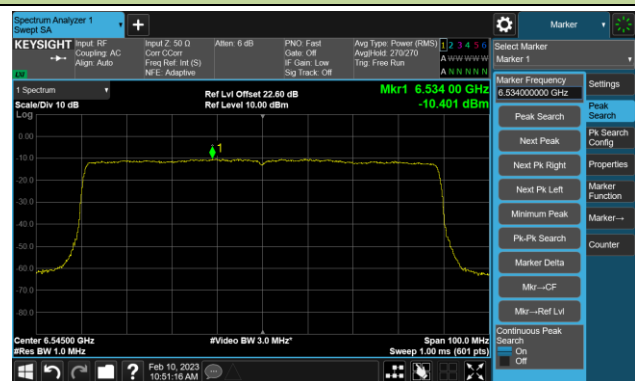 Spectrum Analyzer 1
Swept SA
Marker
KEYSIGHT
Input: RF
Coupling: AC
Align: Auto
Input Z: 50 Ω
Corr CCorr
Freq Ref: Int (S)
NFE: Adaptive
Atten: 6 dB
PNO: Fast
Gate: Off
IF Gain: Low
Sig Track: Off
Avg Type: Power (RMS)
Avg|Hold: 270/270
Trig: Free Run
1 2 3 4 5 6
A W W W W W
A N N N N N
LXI
Select Marker
Marker 1
1 Spectrum
Scale/Div 10 dB
Log
Ref Lvl Offset 22.60 dB
Ref Level 10.00 dBm
Mkr1 6.534 00 GHz
-10.401 dBm
1
0.00
-10.0
-20.0
-30.0
-40.0
-50.0
-60.0
-70.0
-80.0
Center 6.54500 GHz
#Res BW 1.0 MHz
#Video BW 3.0 MHz*
Span 100.0 MHz
Sweep 1.00 ms (601 pts)
Marker Frequency
6.534000000 GHz
Peak Search
Next Peak
Next Pk Right
Next Pk Left
Minimum Peak
Pk-Pk Search
Marker Delta
Mkr→CF
Mkr→Ref Lvl
Continuous Peak
Search
On
Off
Settings
Peak
Search
Pk Search
Config
Properties
Marker
Function
Marker→
Counter
Feb 10, 2023
10:51:16 AM